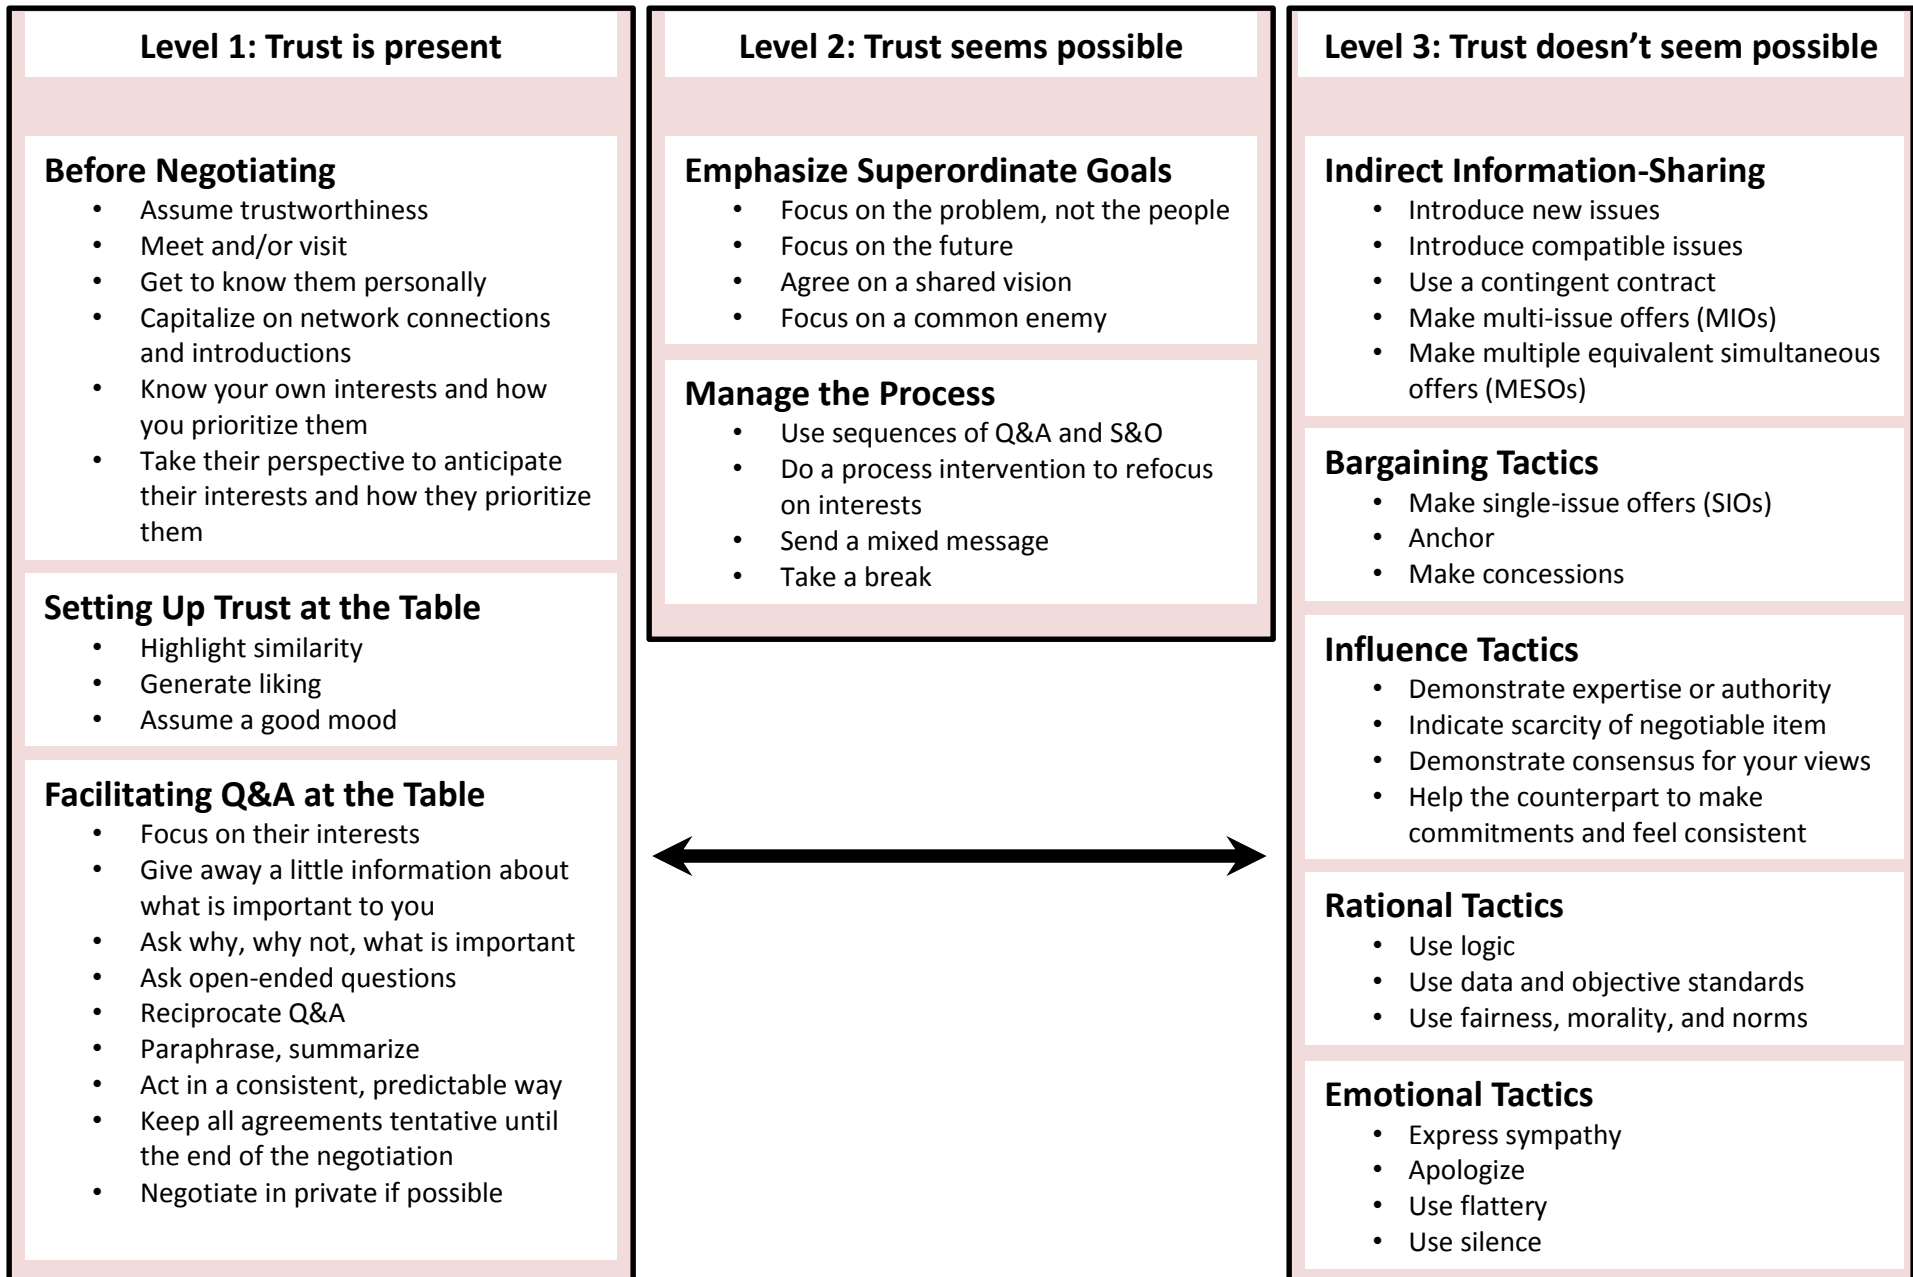 Level 1: Trust is present
Before Negotiating
• Assume trustworthiness
• Meet and/or visit
• Get to know them personally
• Capitalize on network connections
and introductions
• Know your own interests and how
you prioritize them
• Take their perspective to anticipate
their interests and how they prioritize
them
Setting Up Trust at the Table
• Highlight similarity
• Generate liking
• Assume a good mood
Facilitating Q&A at the Table
• Focus on their interests
• Give away a little information about
what is important to you
• Ask why, why not, what is important
• Ask open-ended questions
• Reciprocate Q&A
• Paraphrase, summarize
• Act in a consistent, predictable way
• Keep all agreements tentative until
the end of the negotiation
• Negotiate in private if possible
Level 2: Trust seems possible
Emphasize Superordinate Goals
• Focus on the problem, not the people
• Focus on the future
• Agree on a shared vision
• Focus on a common enemy
Manage the Process
• Use sequences of Q&A and S&O
• Do a process intervention to refocus
on interests
• Send a mixed message
• Take a break
Level 3: Trust doesn’t seem possible
Indirect Information-Sharing
• Introduce new issues
• Introduce compatible issues
• Use a contingent contract
• Make multi-issue offers (MIOs)
• Make multiple equivalent simultaneous
offers (MESOs)
Bargaining Tactics
• Make single-issue offers (SIOs)
• Anchor
• Make concessions
Influence Tactics
• Demonstrate expertise or authority
• Indicate scarcity of negotiable item
• Demonstrate consensus for your views
• Help the counterpart to make
commitments and feel consistent
Rational Tactics
• Use logic
• Use data and objective standards
• Use fairness, morality, and norms
Emotional Tactics
• Express sympathy
• Apologize
• Use flattery
• Use silence